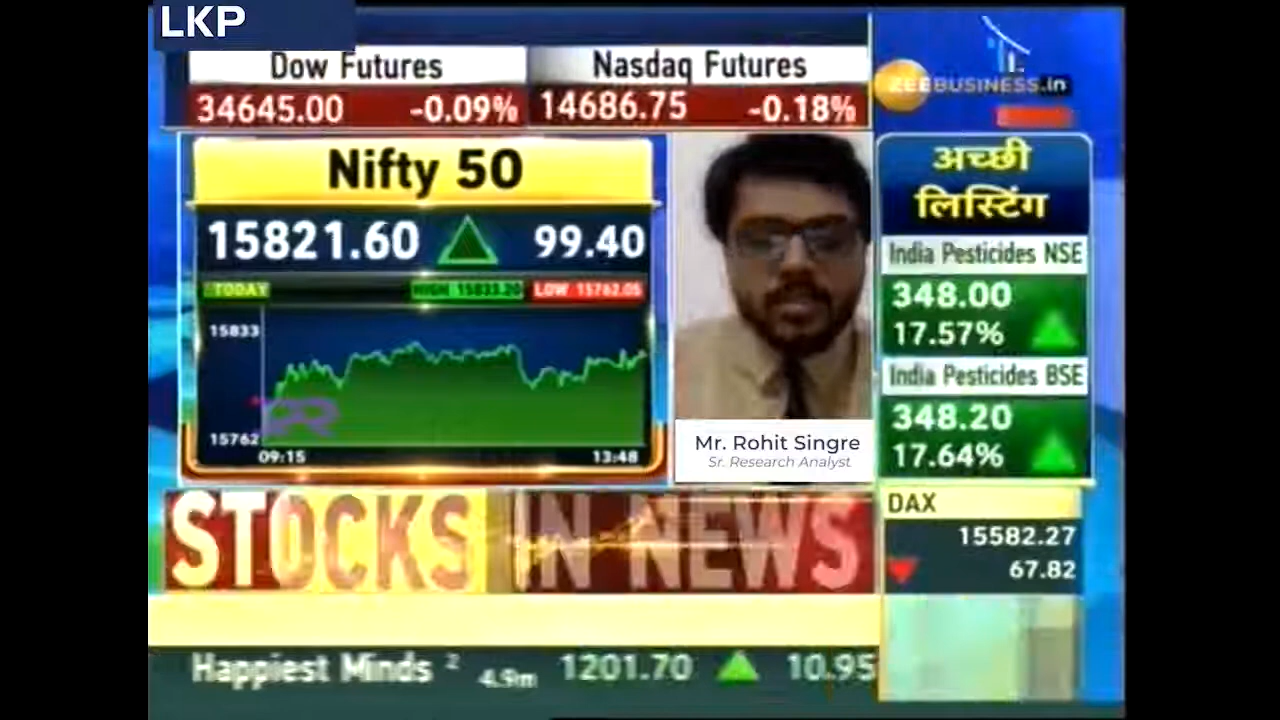 LKP
Dow Futures
34645.00 -0.09%
Nasdaq Futures
14686.75 -0.18%
ZEEBUSINESS.in
Nifty 50
15821.60 99.40
TODAY HIGH 15833.20 LOW 15762.05
15833
15762
09:15 13:48
Mr. Rohit Singre
Sr. Research Analyst
अच्छी
लिस्टिंग
India Pesticides NSE
348.00
17.57%
India Pesticides BSE
348.20
17.64%
DAX
15582.27
67.82
STOCKS IN NEWS
Happiest Minds 2 4.9m 1201.70 10.95